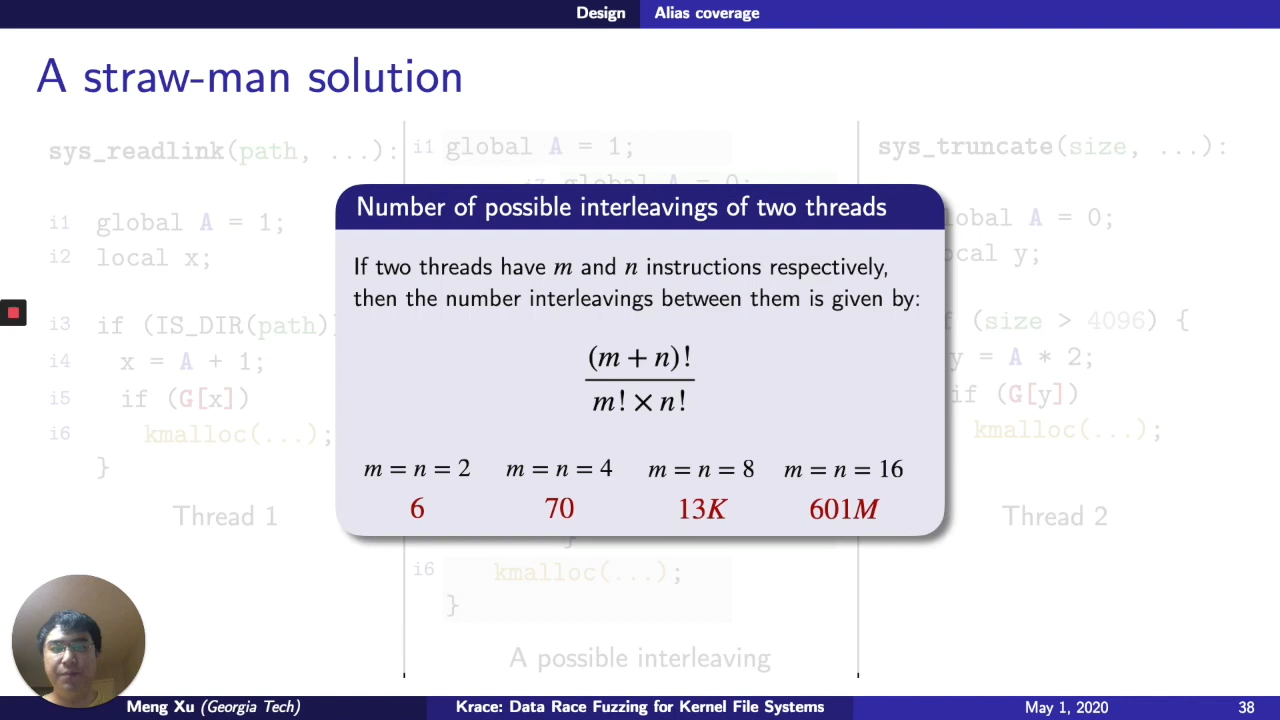 Design Alias coverage
A straw-man solution
sys_readlink(path, ...):
i1 global A = 1;
i2 local x;
i3 if (IS_DIR(path)
i4 x = A + 1;
i5 if (G[x])
i6 kmalloc(...);
}
Thread 1
i1 global A = 1;
global A = 0;
Number of possible interleavings of two threads
If two threads have m and n instructions respectively,
then the number interleavings between them is given by:
(m + n)!
m! × n!
m = n = 2 m = n = 4 m = n = 8 m = n = 16
6 70 13K 601M
}
i6 kmalloc(...);
}
A possible interleaving
sys_truncate(size, ...):
lobal A = 0;
cal y;
(size > 4096) {
y = A * 2;
if (G[y])
kmalloc(...);
Thread 2
Meng Xu (Georgia Tech) Krace: Data Race Fuzzing for Kernel File Systems May 1, 2020 38